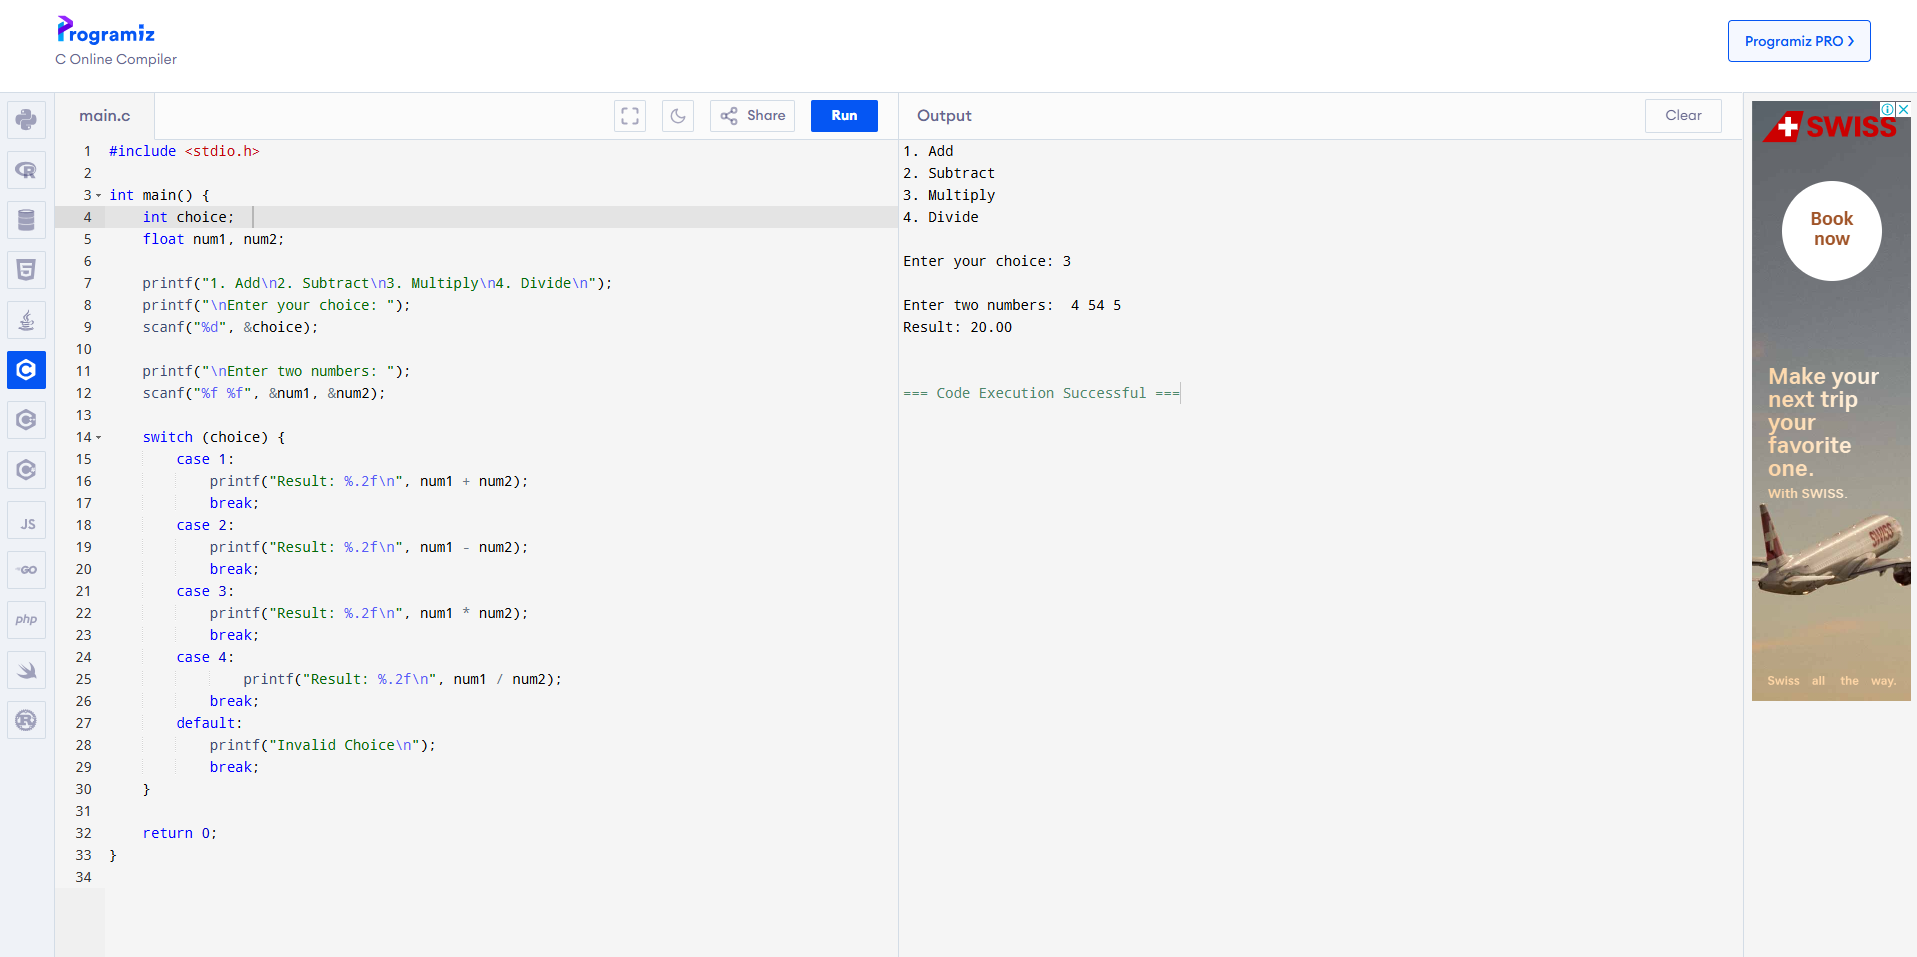 Programiz
C Online Compiler
Programiz PRO >
main.c
Share
Run
Output
Clear
1 #include <stdio.h>
2
3 int main() {
4     int choice;
5     float num1, num2;
6
7     printf("1. Add\n2. Subtract\n3. Multiply\n4. Divide\n");
8     printf("\nEnter your choice: ");
9     scanf("%d", &choice);
10
11     printf("\nEnter two numbers: ");
12     scanf("%f %f", &num1, &num2);
13
14     switch (choice) {
15         case 1:
16             printf("Result: %.2f\n", num1 + num2);
17             break;
18         case 2:
19             printf("Result: %.2f\n", num1 - num2);
20             break;
21         case 3:
22             printf("Result: %.2f\n", num1 * num2);
23             break;
24         case 4:
25                 printf("Result: %.2f\n", num1 / num2);
26             break;
27         default:
28             printf("Invalid Choice\n");
29             break;
30     }
31
32     return 0;
33 }
34
1. Add
2. Subtract
3. Multiply
4. Divide
Enter your choice: 3
Enter two numbers:  4 54 5
Result: 20.00
=== Code Execution Successful ===
JS
GO
php
SWISS
Book
now
Make your
next trip
your
favorite
one.
With SWISS.
SWISS
Swiss all the way.